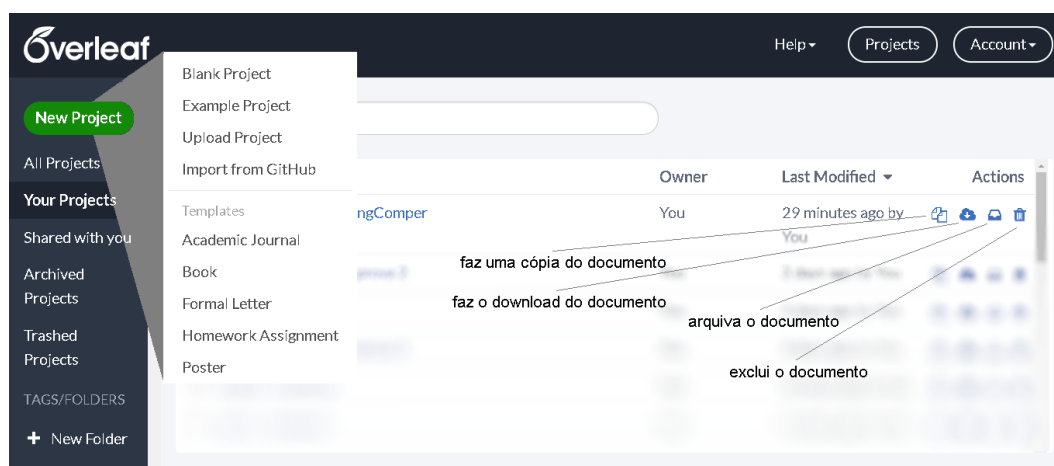 Overleaf
Help
Projects
Account
New Project
All Projects
Your Projects
Shared with you
Archived
Projects
Trashed
Projects
TAGS/FOLDERS
+ New Folder
Blank Project
Example Project
Upload Project
Import from GitHub
Templates
Academic Journal
Book
Formal Letter
Homework Assignment
Poster
Owner
Last Modified
Actions
ngComper
You
29 minutes ago by
You
faz uma cópia do documento
faz o download do documento
arquiva o documento
exclui o documento